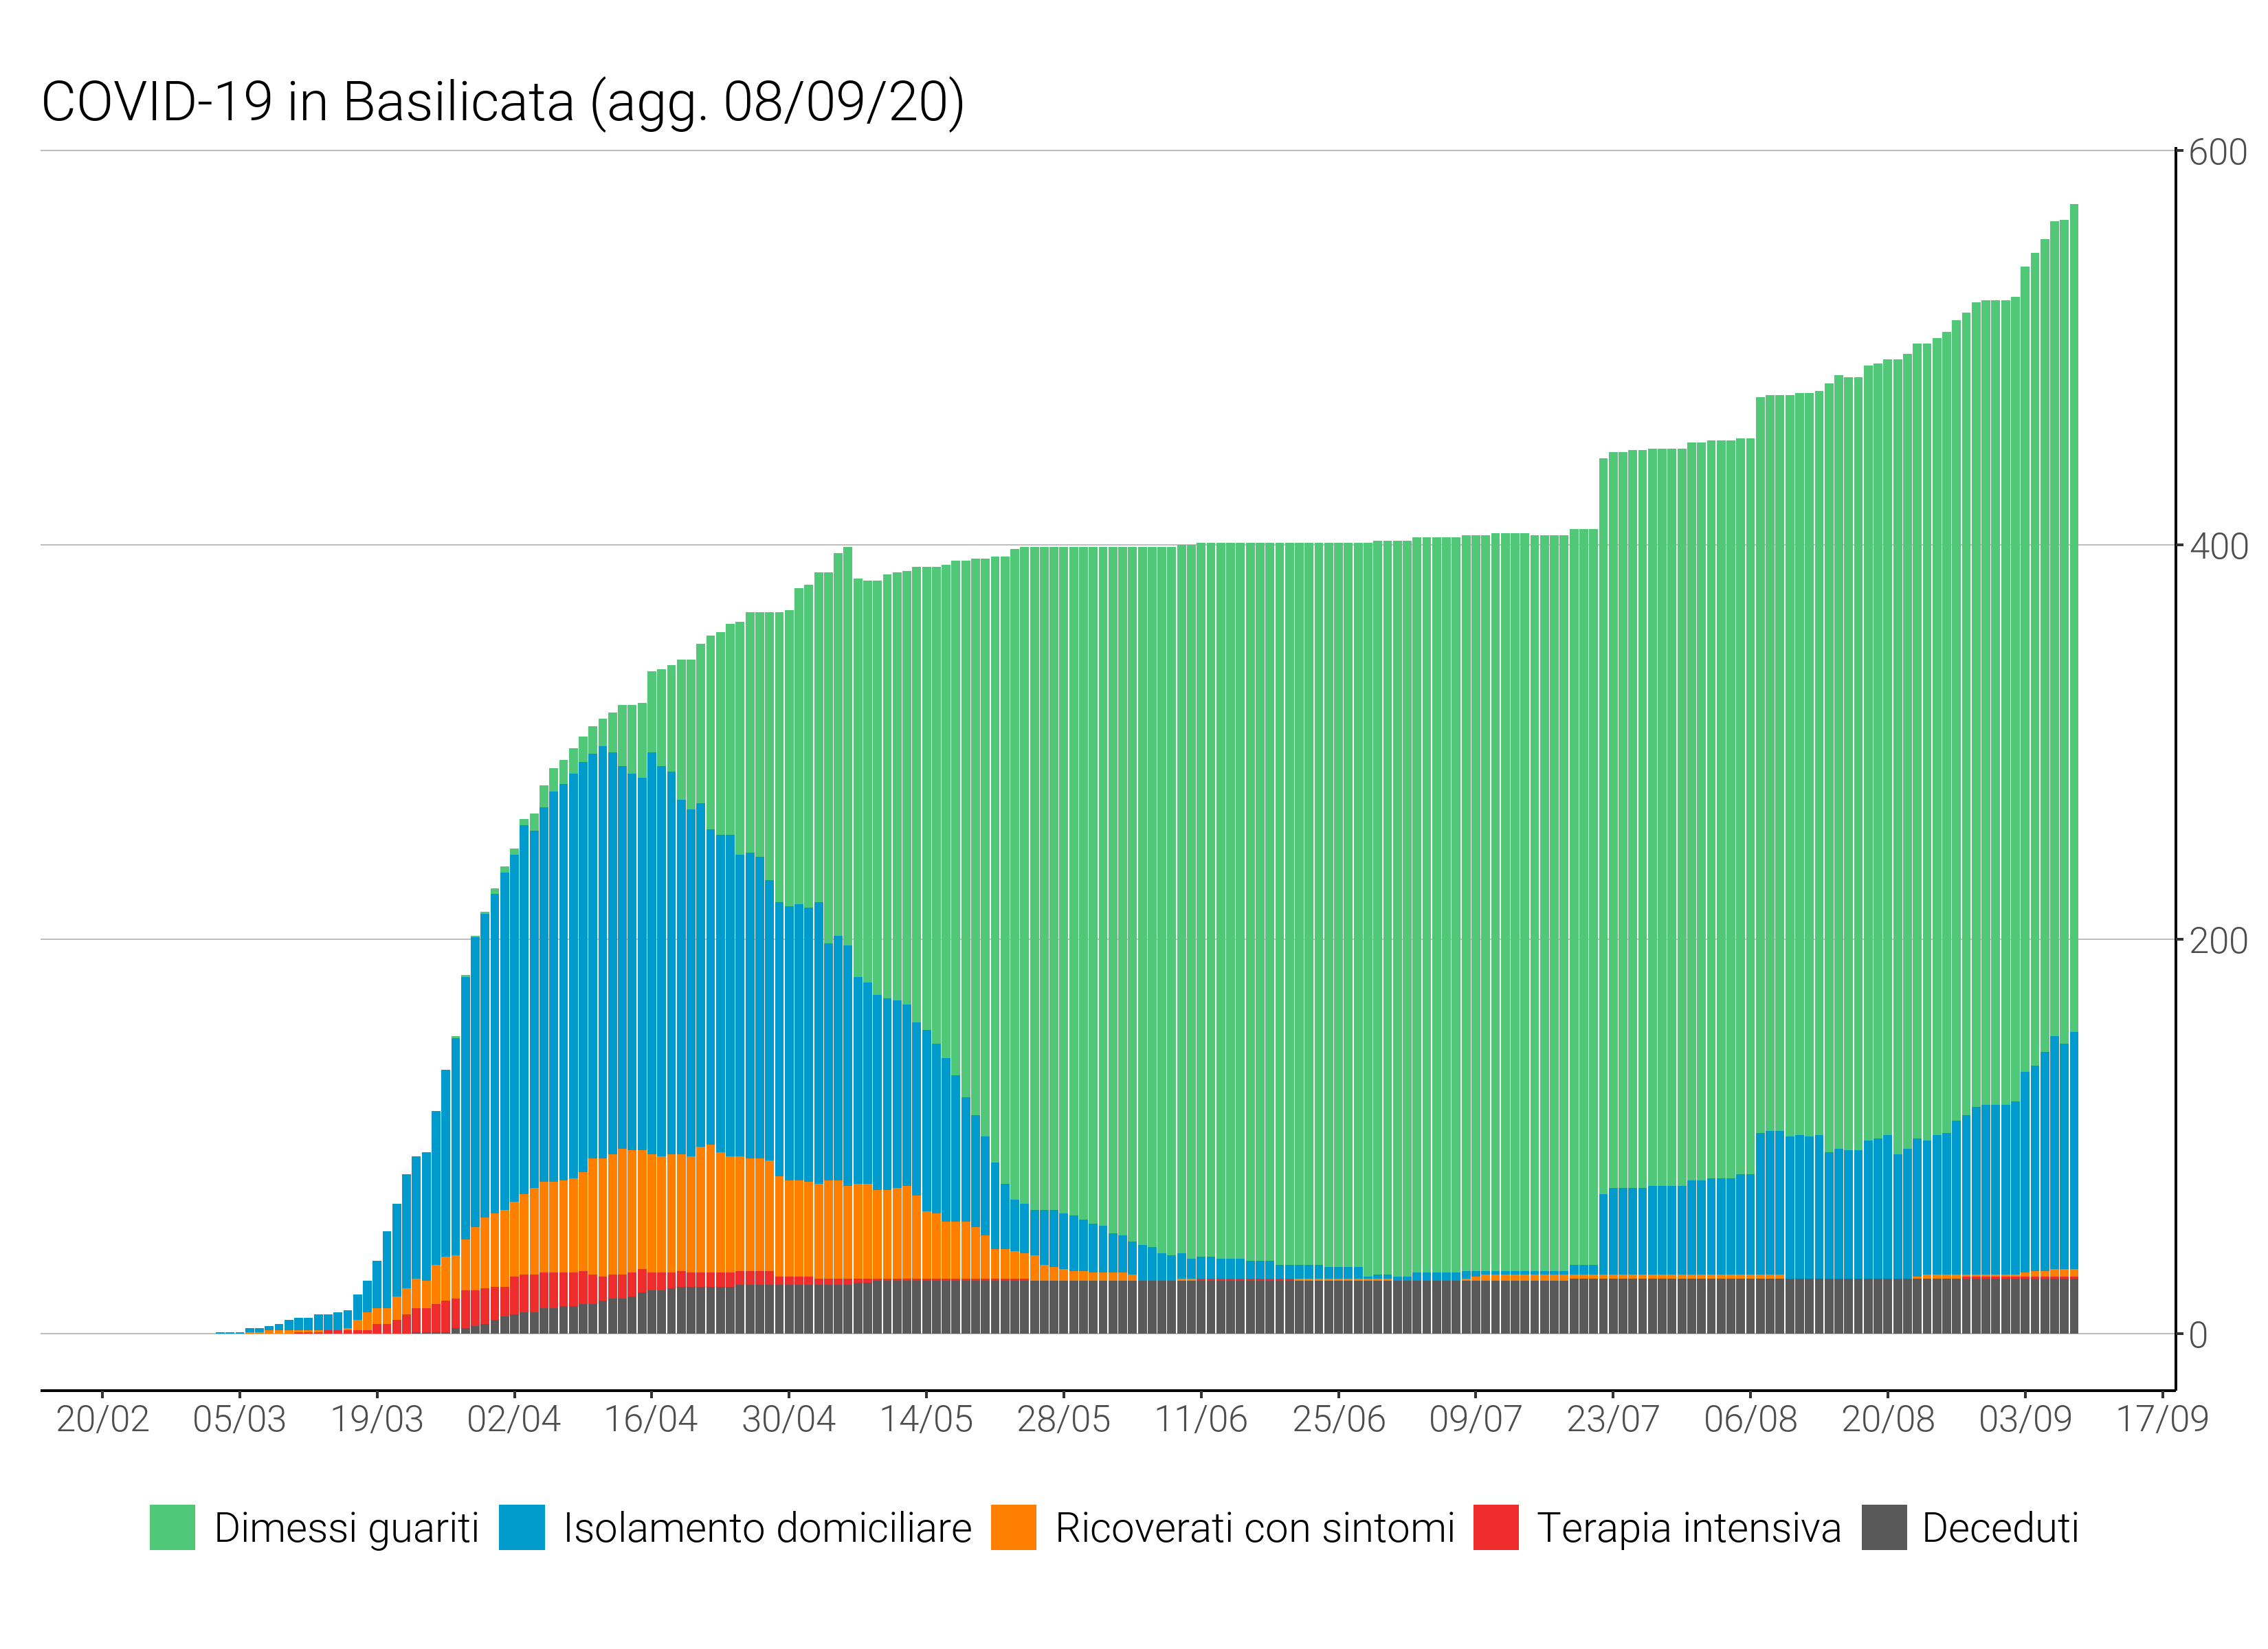 COVID-19 in Basilicata (agg. 08/09/20)
600
400
200
0
20/02 05/03 19/03 02/04 16/04 30/04 14/05 28/05 11/06 25/06 09/07 23/07 06/08 20/08 03/09 17/09
Dimessi guariti Isolamento domiciliare Ricoverati con sintomi Terapia intensiva Deceduti